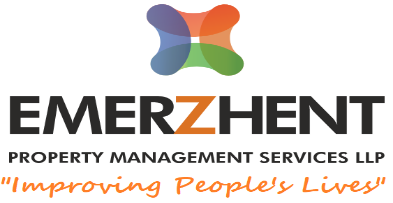 EMERZHENT
PROPERTY MANAGEMENT SERVICES LLP
"Improving People's Lives"